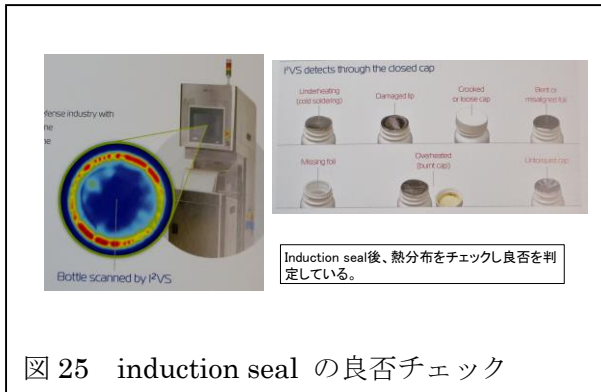 efense industry with
ne
ne
Bottle scanned by I²VS
I²VS detects through the closed cap
Underheating
(cold soldering)
Damaged lip
Crooked
or loose cap
Burnt or
misaligned foil
Missing foil
Overheated
(burnt cap)
Untorqued cap
Induction seal後、熱分布をチェックし良否を判
定している。
図 25 induction seal の良否チェック